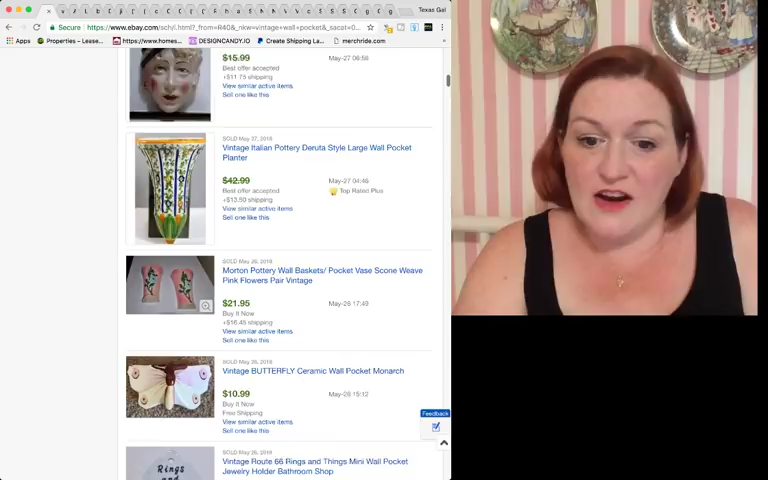 Texas Gal
Secure
https://www.ebay.com/sch/i.html?_from=R40&_nkw=vintage+wall+pocket&_sacat=0...
Apps
Properties – Lease...
https://www.homes...
DESIGNCANDY.IO
Create Shipping La...
merchride.com
$15.99
May-27 08:58
Best offer accepted
+$11.75 shipping
View similar active items
Sell one like this
SOLD May 27, 2018
Vintage Italian Pottery Deruta Style Large Wall Pocket
Planter
$42.99
May-27 04:46
Best offer accepted
Top Rated Plus
+$13.50 shipping
View similar active items
Sell one like this
SOLD May 26, 2018
Morton Pottery Wall Baskets/ Pocket Vase Scone Weave
Pink Flowers Pair Vintage
$21.95
May-26 17:49
Buy It Now
+$16.45 shipping
View similar active items
Sell one like this
SOLD May 26, 2018
Vintage BUTTERFLY Ceramic Wall Pocket Monarch
$10.99
May-26 15:12
Buy It Now
Free Shipping
View similar active items
Sell one like this
Feedback
SOLD May 26, 2018
Vintage Route 66 Rings and Things Mini Wall Pocket
Jewelry Holder Bathroom Shop
Rings
and